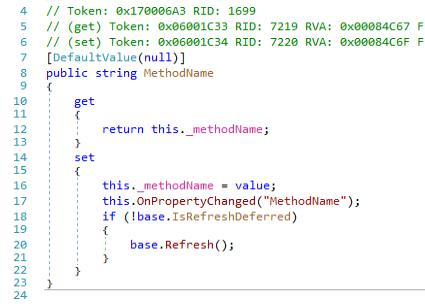 4 // Token: 0x170006A3 RID: 1699
5 // (get) Token: 0x06001C33 RID: 7219 RVA: 0x00084C67 F
6 // (set) Token: 0x06001C34 RID: 7220 RVA: 0x00084C6F F
7 [DefaultValue(null)]
8 public string MethodName
9 {
10 get
11 {
12 return this._methodName;
13 }
14 set
15 {
16 this._methodName = value;
17 this.OnPropertyChanged("MethodName");
18 if (!base.IsRefreshDeferred)
19 {
20 base.Refresh();
21 }
22 }
23 }
24